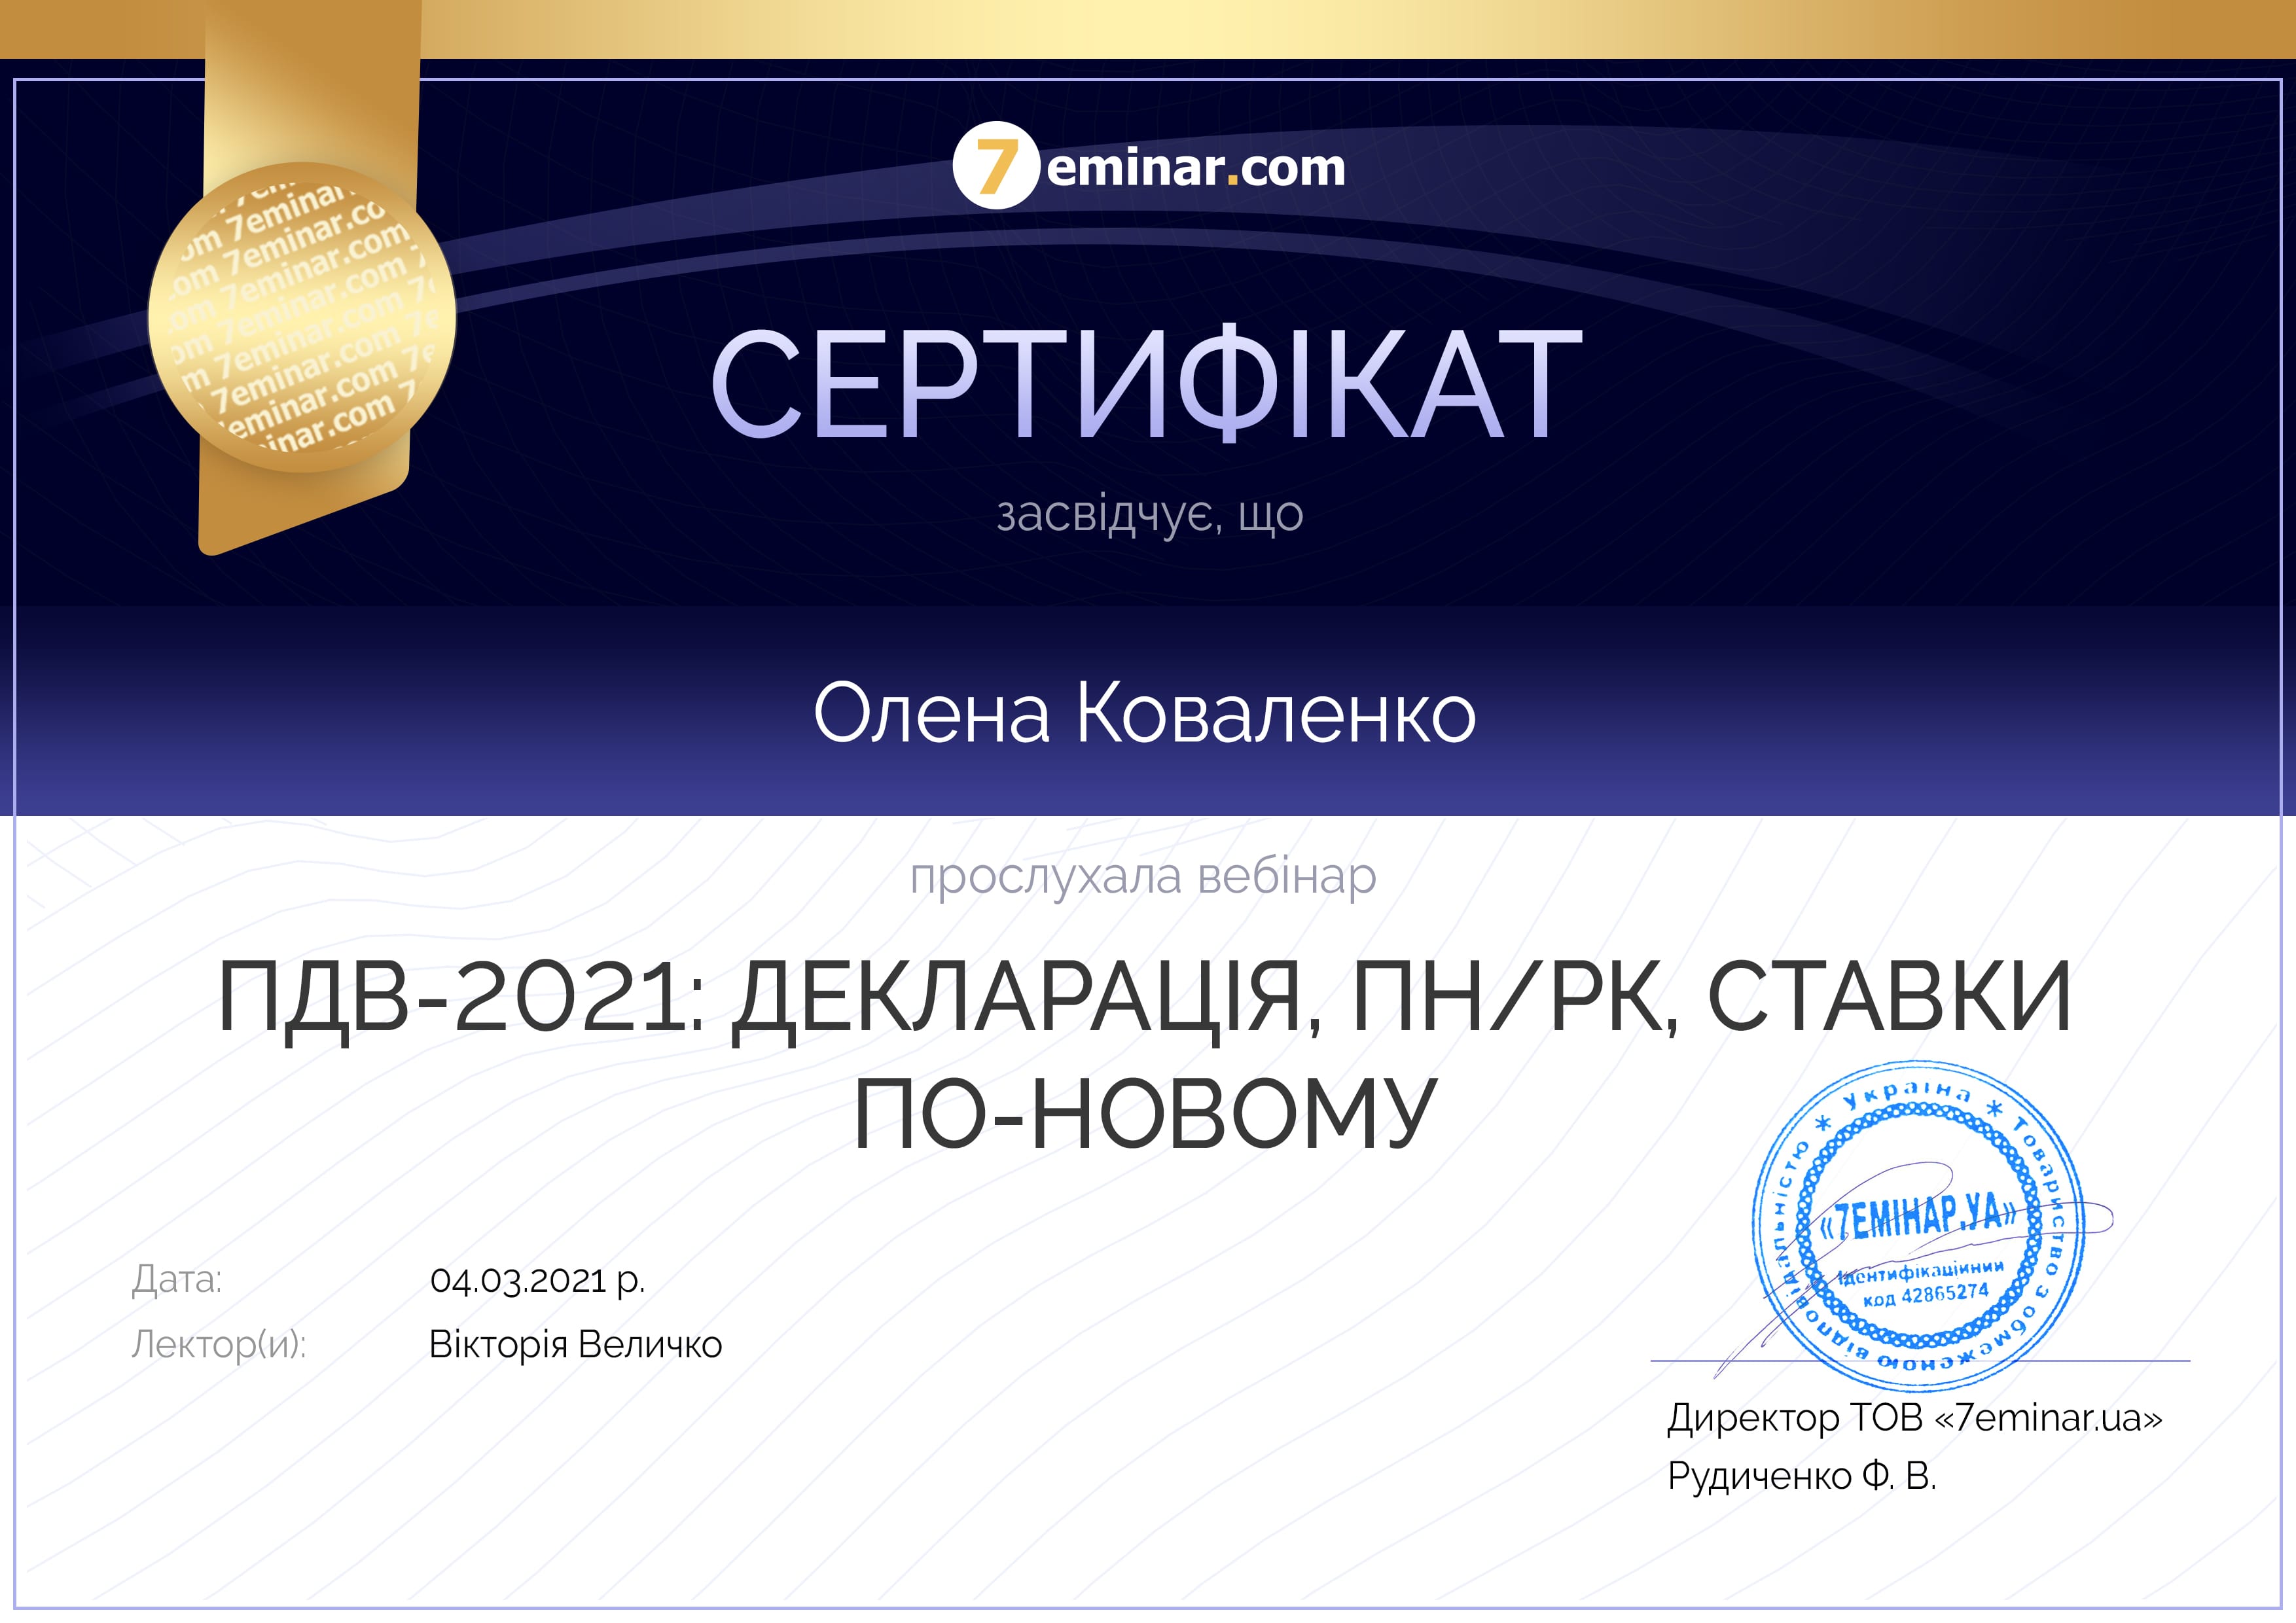 7eminar.com
СЕРТИФІКАТ
засвідчує, що
Олена Коваленко
прослухала вебінар
ПДВ-2021: ДЕКЛАРАЦІЯ, ПН/РК, СТАВКИ
ПО-НОВОМУ
Дата: 04.03.2021 р.
Лектор(и): Вікторія Величко
Україна * Товариство з обмеженою відповідальністю *
«7ЕМІНАР.УА»
Ідентифікаційний
код 42865274
Директор ТОВ «7eminar.ua»
Рудиченко Ф. В.